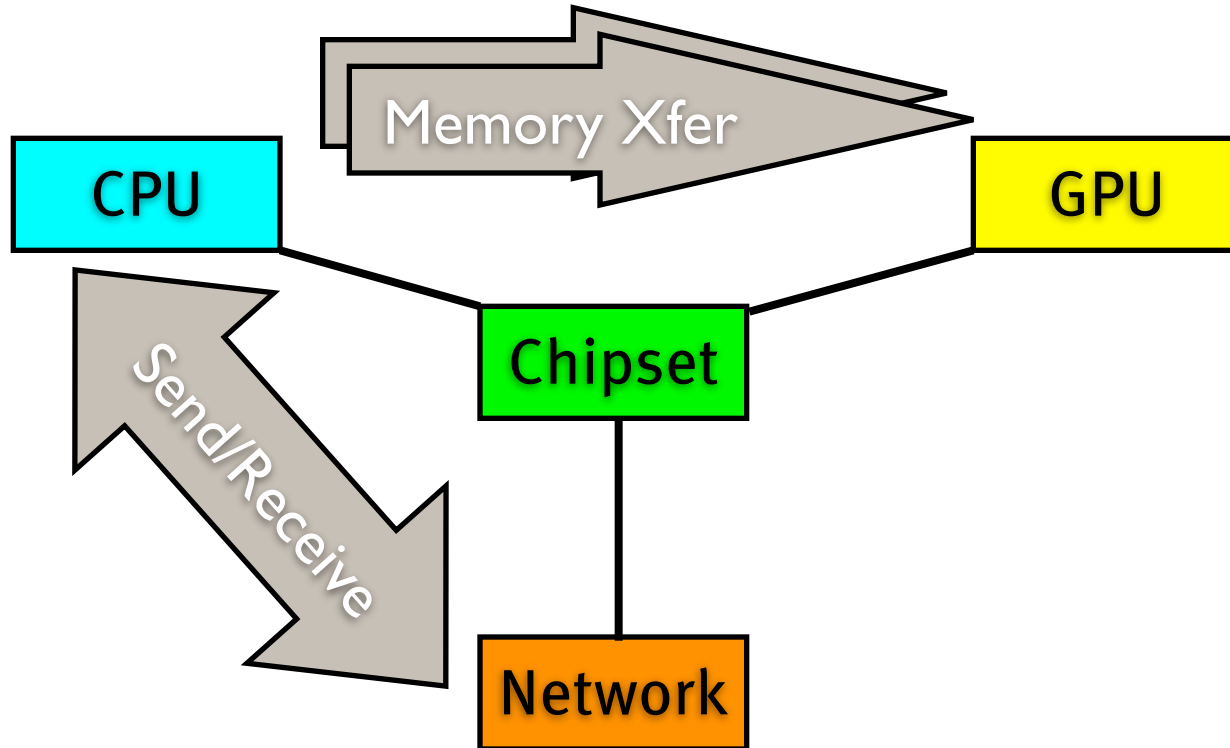 Memory Xfer
CPU
GPU
Chipset
Send/Receive
Network